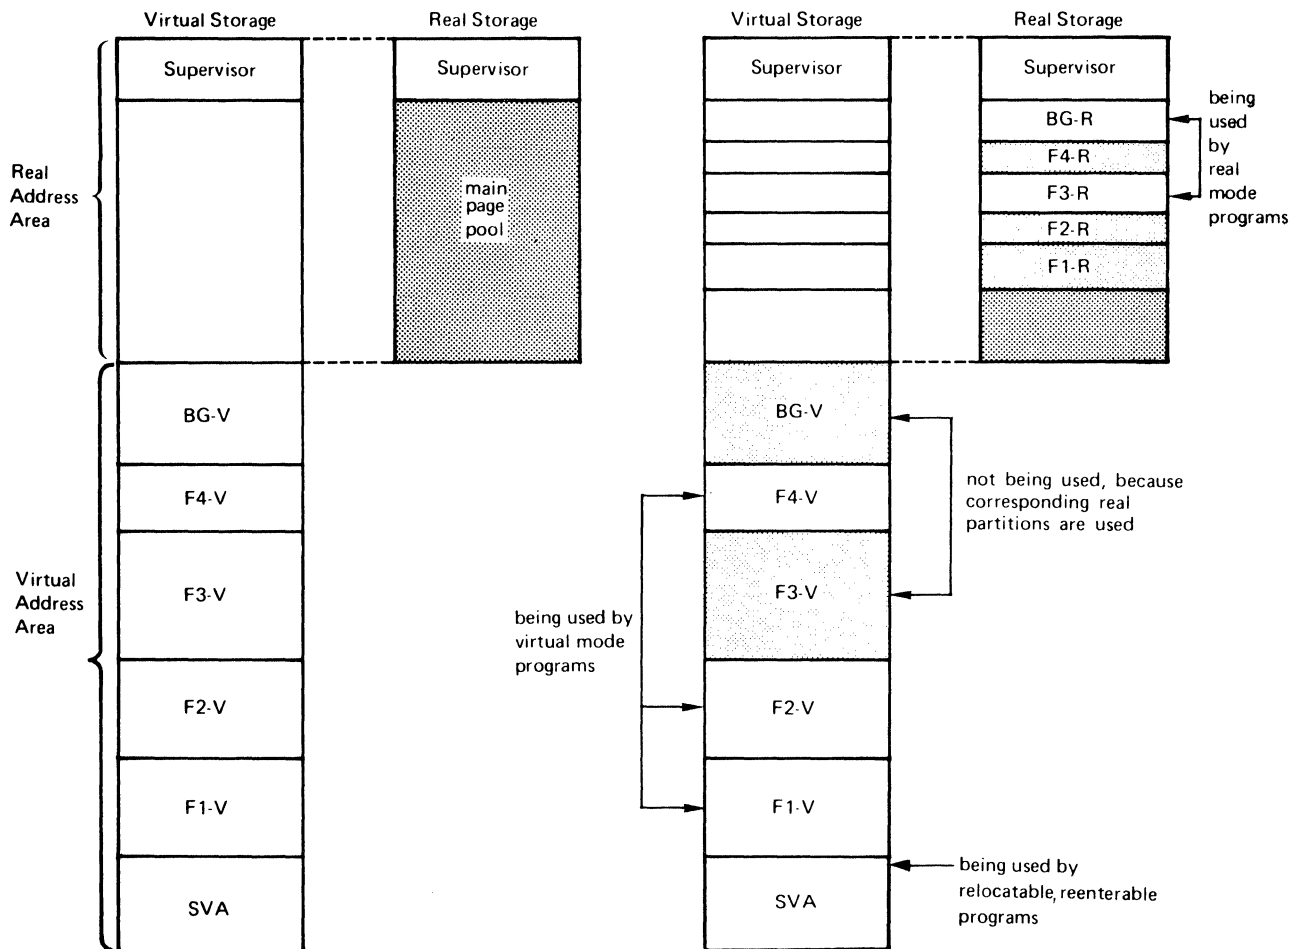 Virtual Storage
Real Storage
Supervisor
Supervisor
Real
Address
Area
main
page
pool
Virtual
Address
Area
BG-V
F4-V
F3-V
F2-V
F1-V
SVA
Virtual Storage
Real Storage
Supervisor
Supervisor
BG-R
F4-R
F3-R
F2-R
F1-R
being
used
by
real
mode
programs
BG-V
F4-V
F3-V
F2-V
F1-V
SVA
not being used, because
corresponding real
partitions are used
being used by
virtual mode
programs
being used by
relocatable, reenterable
programs